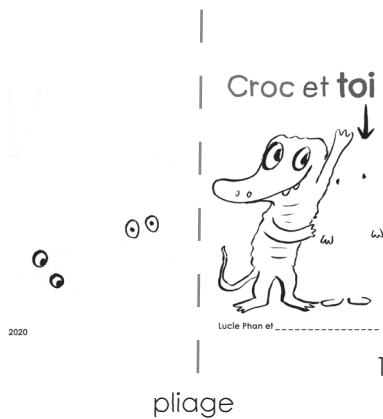 Croc et toi
2020
Lucie Phan et _ _ _ _ _ _ _ _ _ _ _ _ _ _ _ _
1
pliage